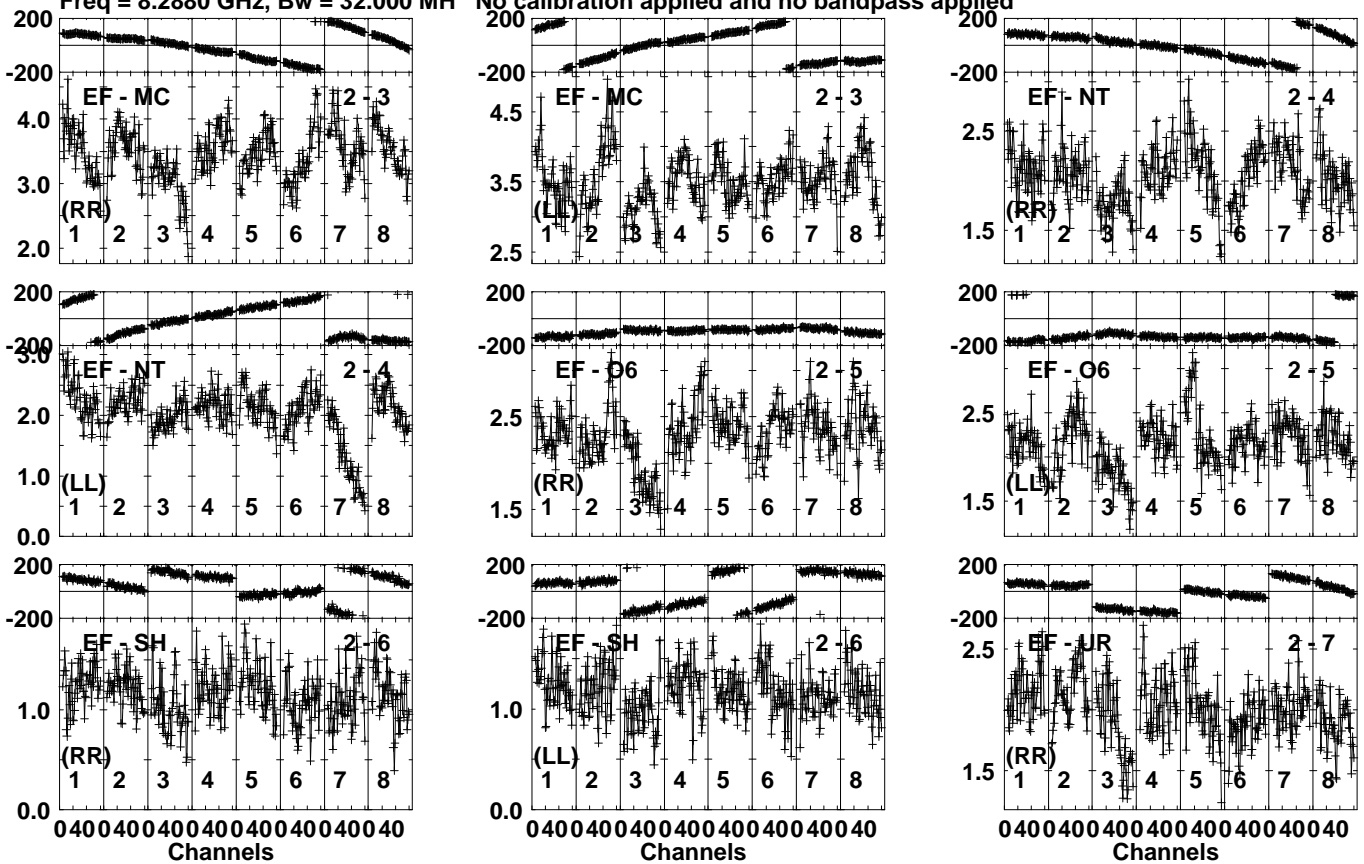 Freq = 8.2880 GHz, Bw = 32.000 MH No calibration applied and no bandpass applied
200 200 200
-200 -200 -200
EF - MC 2 - 3 EF - MC 2 - 3 EF - NT 2 - 4
4.0 4.5 2.5
3.0 3.5
(RR) (LL) (RR)
1 2 3 4 5 6 7 8 1 2 3 4 5 6 7 8 1 2 3 4 5 6 7 8
2.0 2.5 1.5
200 200 200
-200 -200 -200
3.0
EF - NT 2 - 4 EF - O6 2 - 5 EF - O6 2 - 5
2.0 2.5 2.5
1.0
(LL) (RR) (LL)
1 2 3 4 5 6 7 8 1 2 3 4 5 6 7 8 1 2 3 4 5 6 7 8
0.0 1.5 1.5
200 200 200
-200 -200 -200
EF - SH 2 - 6 EF - SH 2 - 6 EF - UR 2 - 7
1.0 1.0 2.5
(RR) (LL) (RR)
1 2 3 4 5 6 7 8 1 2 3 4 5 6 7 8 1 2 3 4 5 6 7 8
0.0 0.0 1.5
0 40 0 40 0 40 0 40 0 40 0 40 0 40 0 40 0 40 0 40 0 40 0 40 0 40 0 40 0 40 0 40 0 40 0 40 0 40 0 40 0 40 0 40 0 40 0 40
Channels Channels Channels